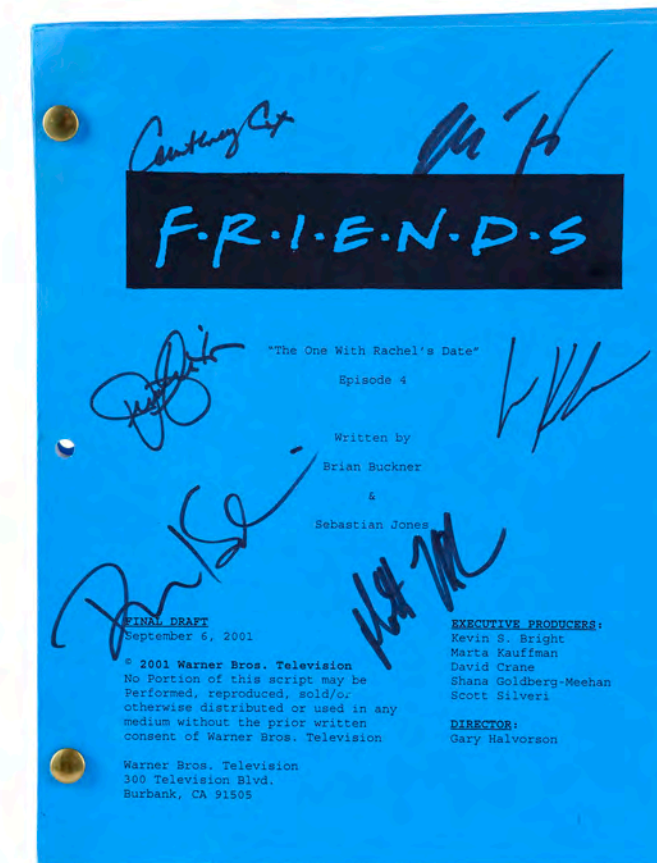 Courteney Cox
F·R·I·E·N·D·S
"The One With Rachel's Date"
Episode 4
Written by
Brian Buckner
&
Sebastian Jones
FINAL DRAFT
September 6, 2001
© 2001 Warner Bros. Television
No Portion of this script may be
Performed, reproduced, sold/or
otherwise distributed or used in any
medium without the prior written
consent of Warner Bros. Television
Warner Bros. Television
300 Television Blvd.
Burbank, CA 91505
EXECUTIVE PRODUCERS:
Kevin S. Bright
Marta Kauffman
David Crane
Shana Goldberg-Meehan
Scott Silveri
DIRECTOR:
Gary Halvorson